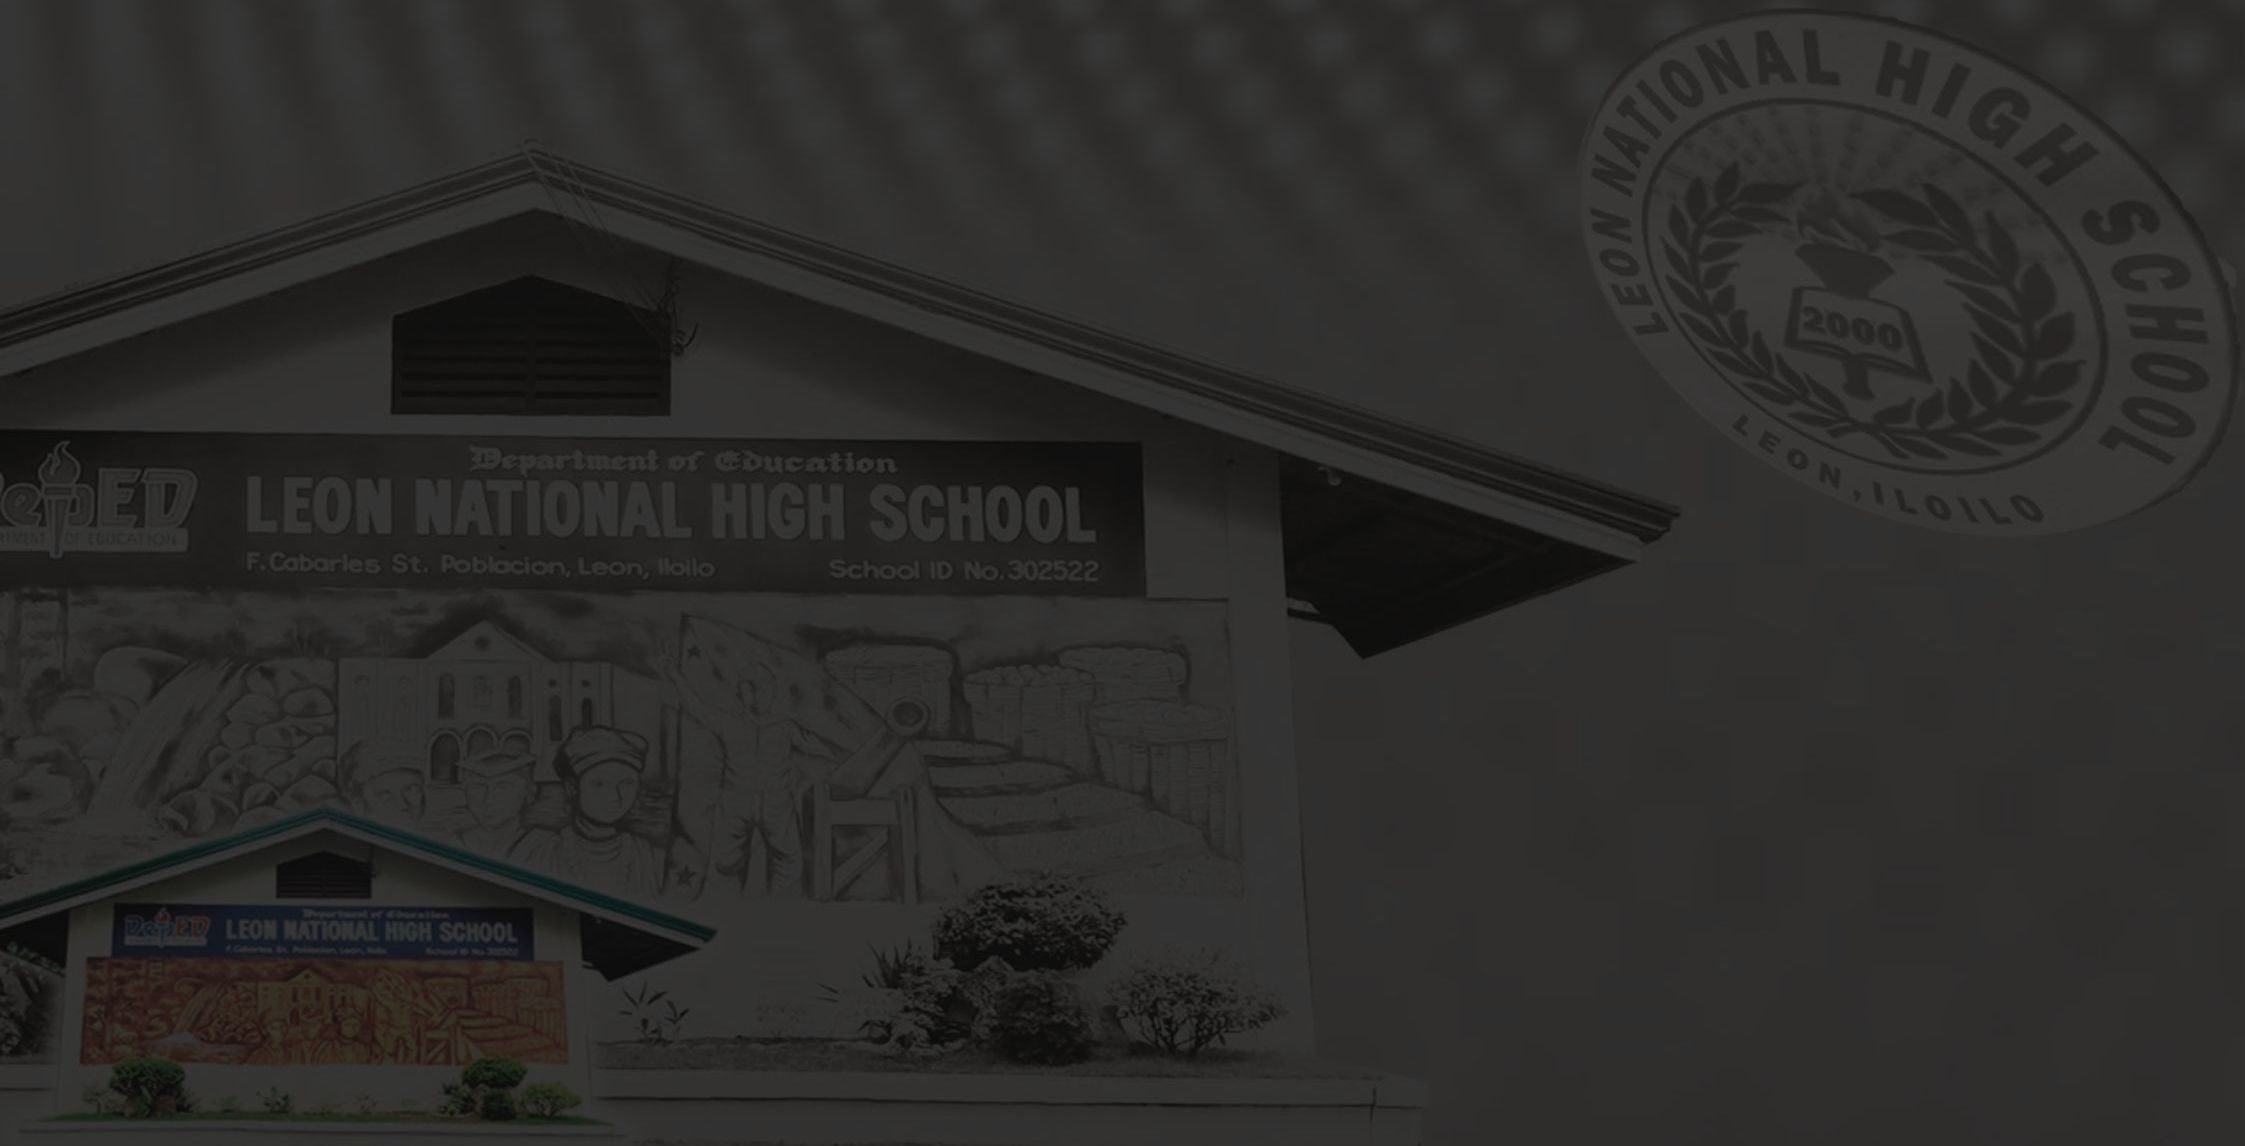 LEON NATIONAL HIGH SCHOOL
2000
LEON, ILOILO
Department of Education
DepED
DEPARTMENT OF EDUCATION
LEON NATIONAL HIGH SCHOOL
F. Cabarles St. Poblacion, Leon, Iloilo School ID No. 302522
Department of Education
DepED
LEON NATIONAL HIGH SCHOOL
F. Cabarles St. Poblacion, Leon, Iloilo School ID No. 302522